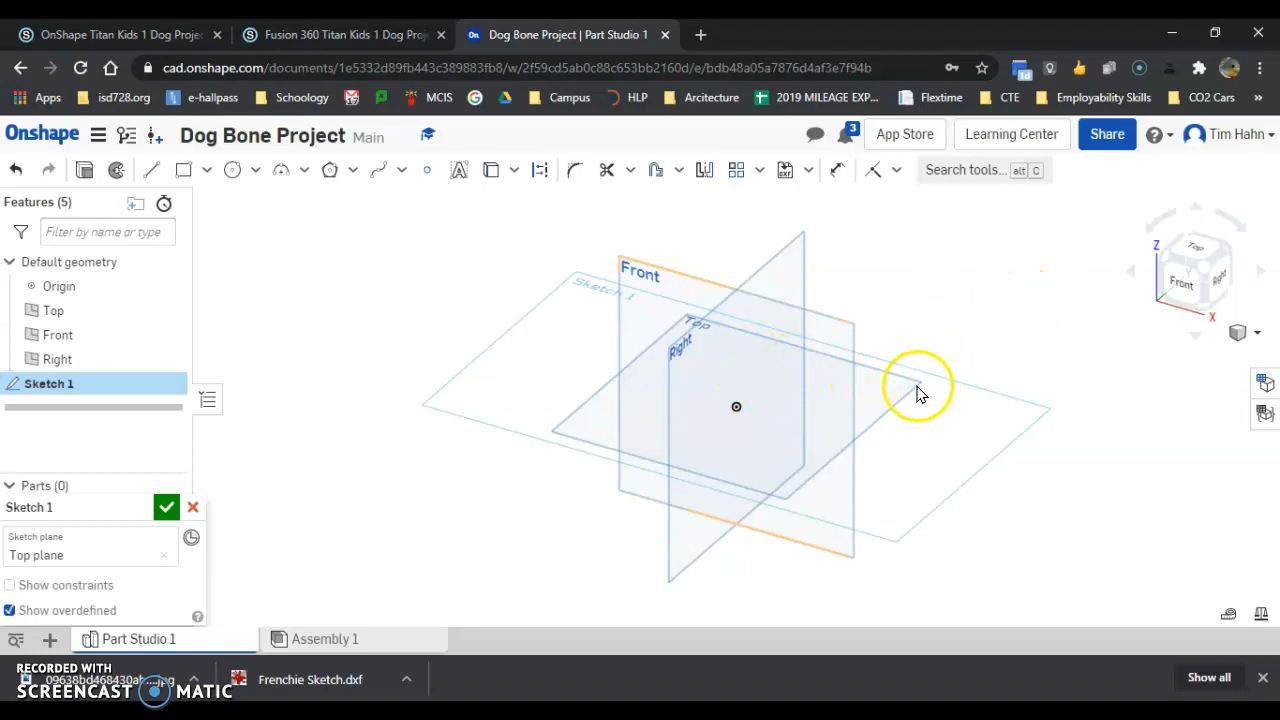 OnShape Titan Kids 1 Dog Projec
Fusion 360 Titan Kids 1 Dog Proj
On Dog Bone Project | Part Studio 1
cad.onshape.com/documents/1e5332d89fb443c389883fb8/w/2f59cd5ab0c88c653bb2160d/e/bdb48a05a7876d4af3e7f94b
1d
Apps isd728.org e-hallpass Schoology MCIS Campus HLP Arcitecture 2019 MILEAGE EXP... Flextime CTE Employability Skills CO2 Cars »
Onshape Dog Bone Project Main 3 App Store Learning Center Share Tim Hahn
Search tools... alt C
Features (5)
Filter by name or type
Default geometry
Origin
Top
Front
Right
Sketch 1
Front
Sketch 1
Top
Right
Top
Front
Right
Z
Y
X
Parts (0)
Sketch 1
Sketch plane
Top plane
Show constraints
Show overdefined
Part Studio 1
Assembly 1
RECORDED WITH
SCREENCAST MATIC
Frenchie Sketch.dxf
Show all